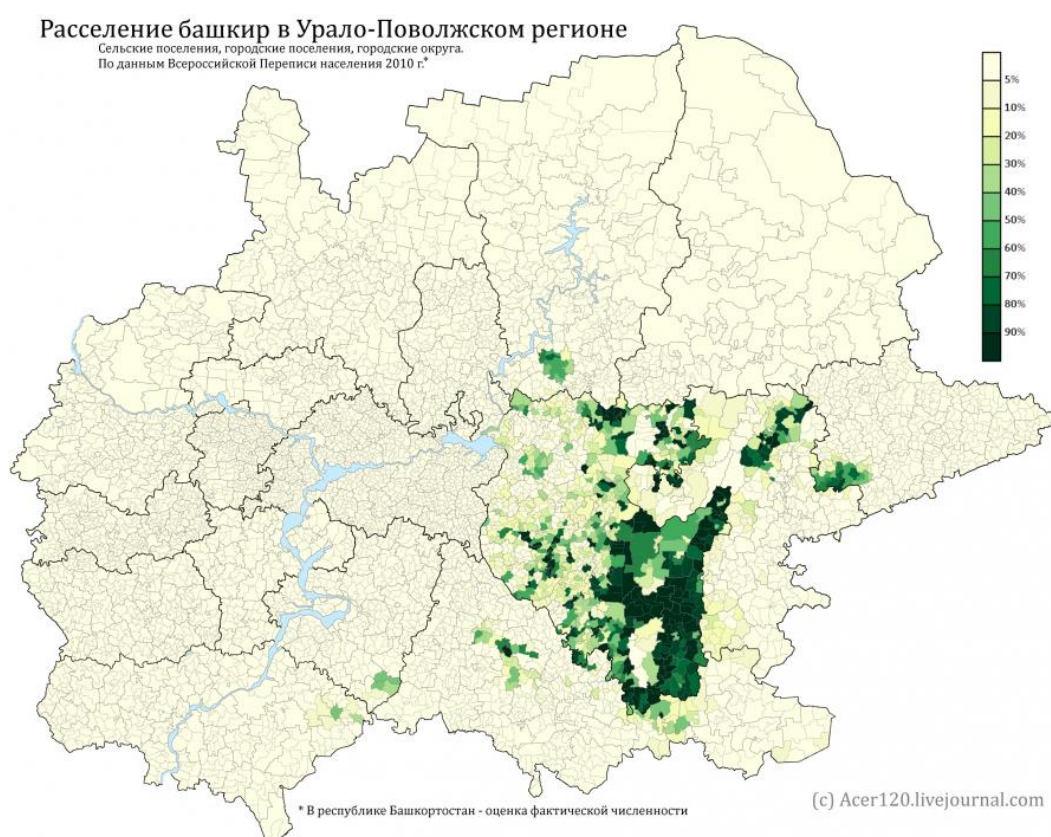 Расселение башкир в Урало-Поволжском регионе
Сельские поселения, городские поселения, городские округа.
По данным Всероссийской Переписи населения 2010 г.*
5%
10%
20%
30%
40%
50%
60%
70%
80%
90%
* В республике Башкортостан - оценка фактической численности
(c) Acer120.livejournal.com